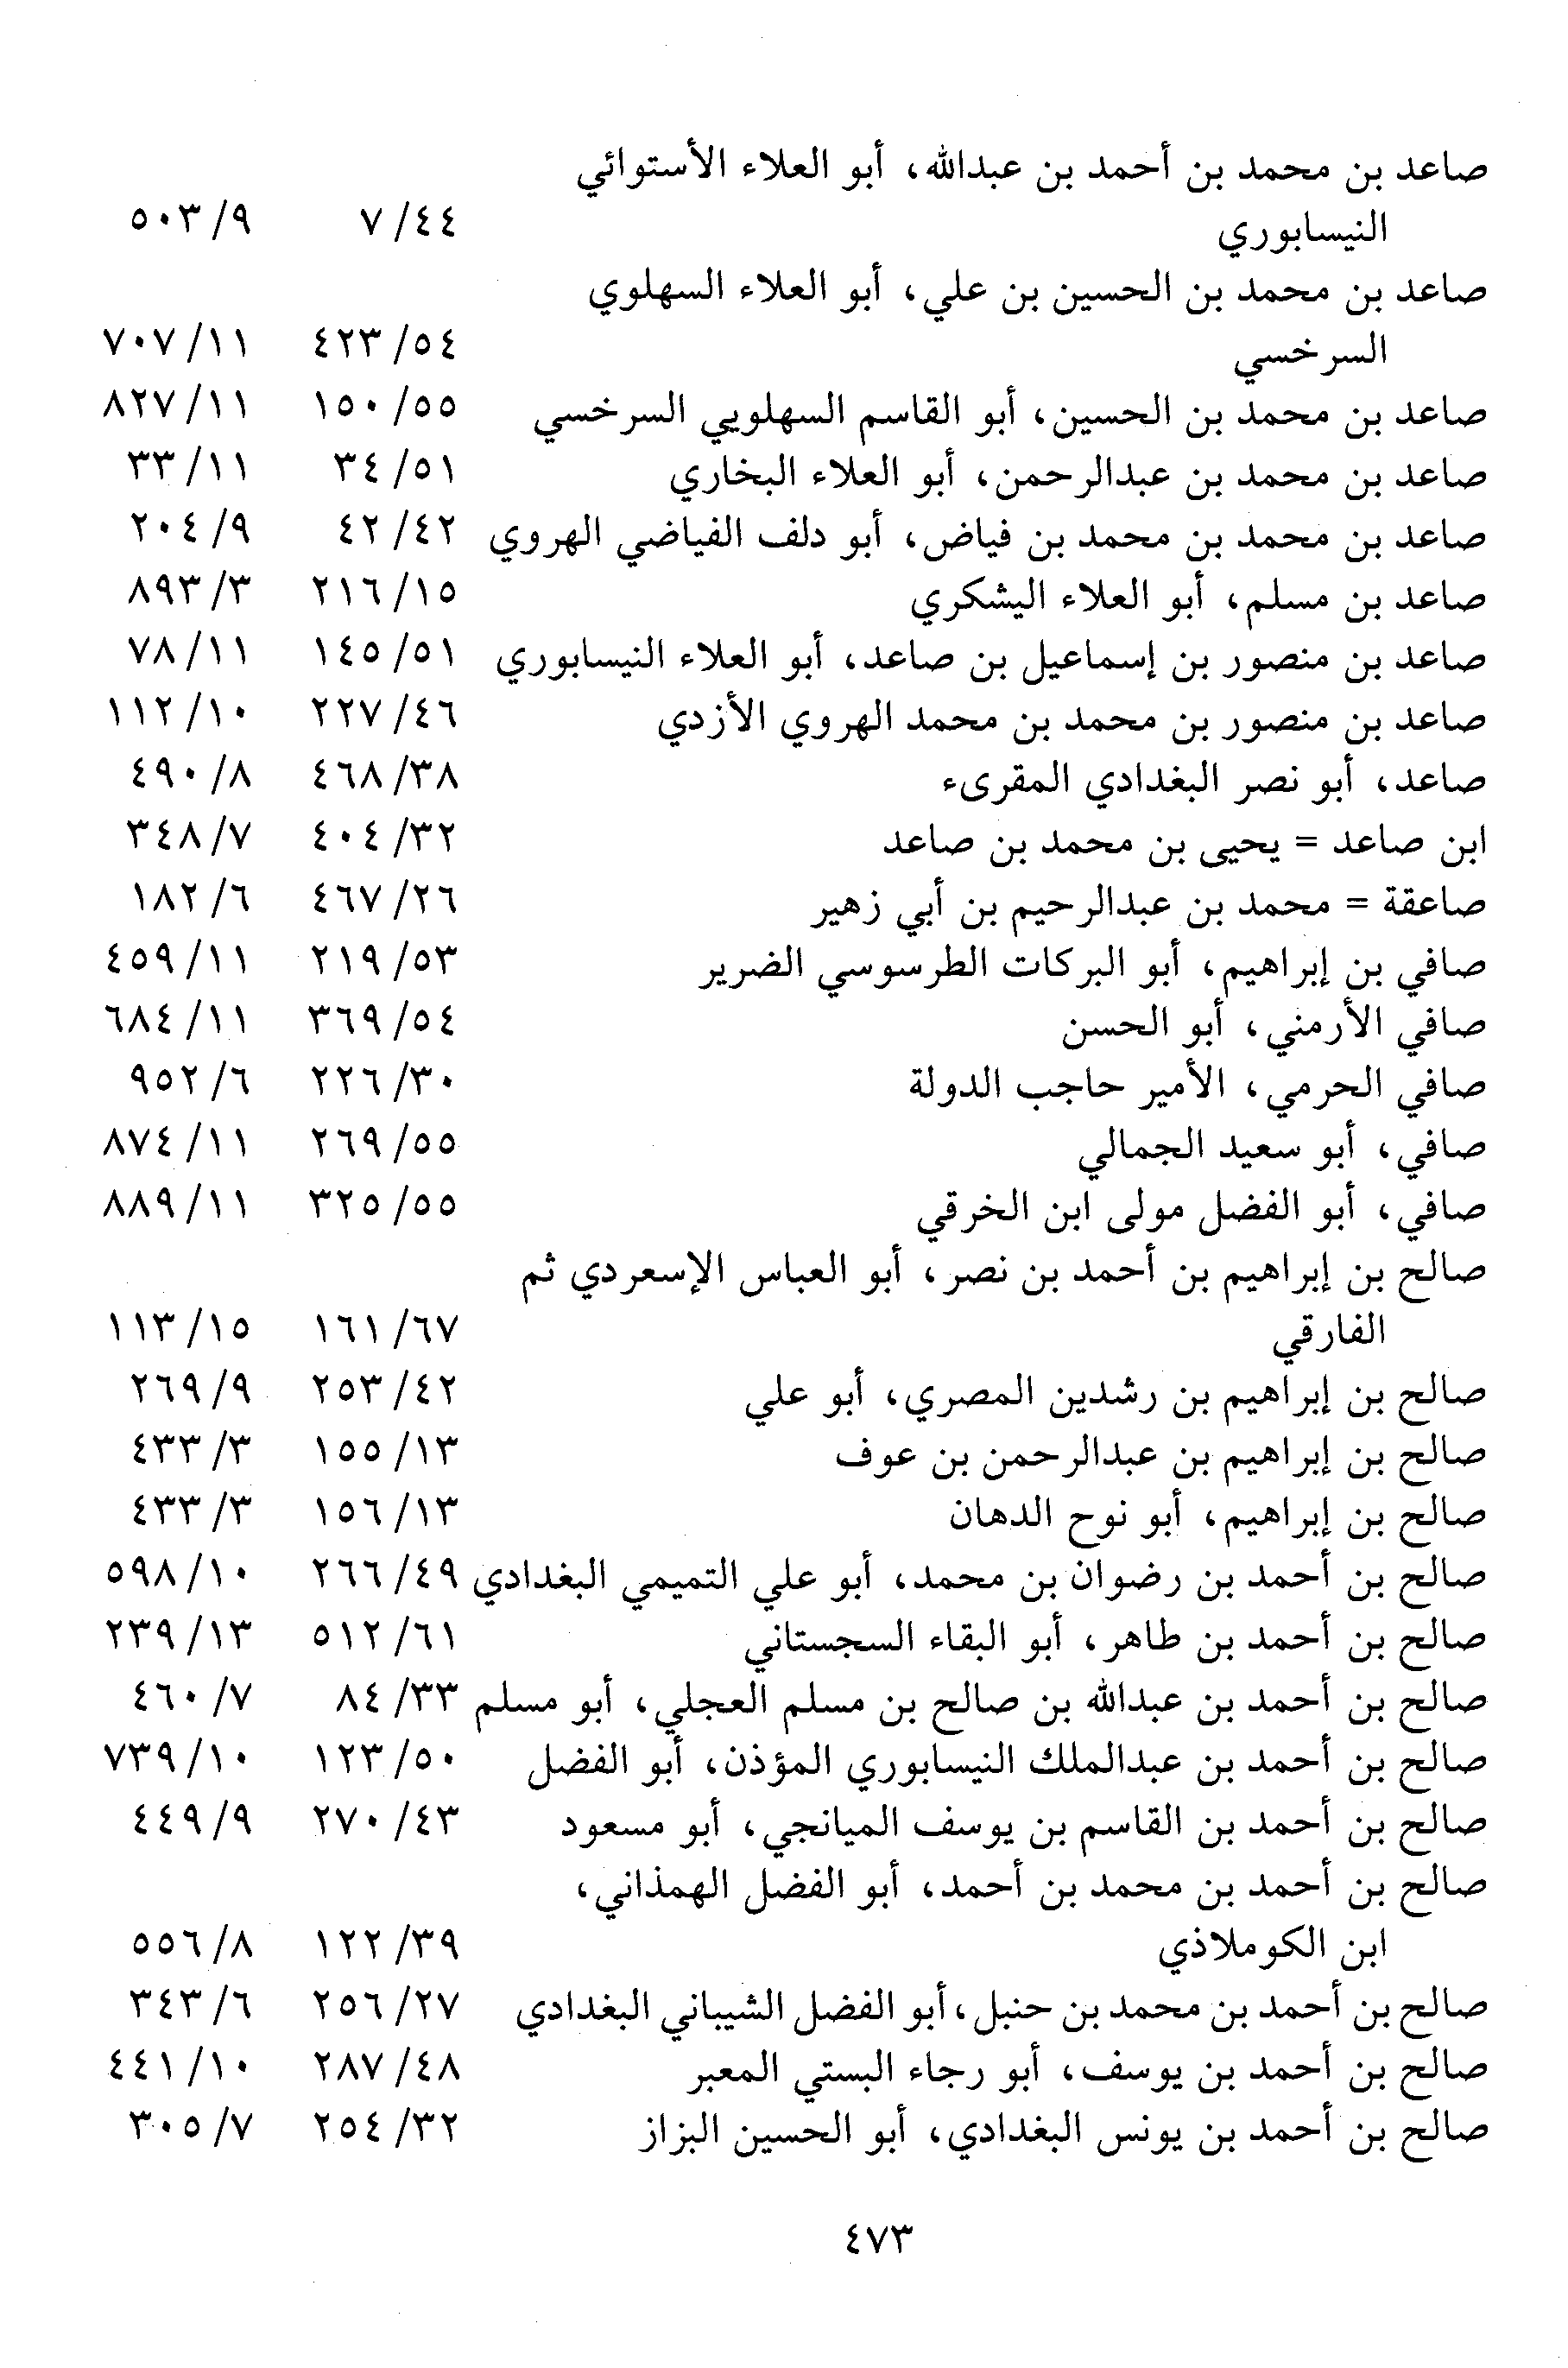 صاعد بن محمد بن أحمد بن عبدالله، أبو العلاء الأستوائي
النيسابوري ٤٤/ ٧ ٩/ ٥٠٣
صاعد بن محمد بن الحسين بن علي، أبو العلاء السهلوي
السرخسي ٥٤/ ٤٢٣ ١١/ ٧٠٧
صاعد بن محمد بن الحسين، أبو القاسم السهلويي السرخسي ٥٥/ ١٥٠ ١١/ ٨٢٧
صاعد بن محمد بن عبدالرحمن، أبو العلاء البخاري ٥١/ ٣٤ ١١/ ٣٣
صاعد بن محمد بن محمد بن فياض، أبو دلف الفياضي الهروي ٤٢/ ٤٢ ٩/ ٢٠٤
صاعد بن مسلم، أبو العلاء اليشكري ١٥/ ٢١٦ ٣/ ٨٩٣
صاعد بن منصور بن إسماعيل بن صاعد، أبو العلاء النيسابوري ٥١/ ١٤٥ ١١/ ٧٨
صاعد بن منصور بن محمد بن محمد الهروي الأزدي ٤٦/ ٢٢٧ ١٠/ ١١٢
صاعد، أبو نصر البغدادي المقرىء ٣٨/ ٤٦٨ ٨/ ٤٩٠
ابن صاعد = يحيى بن محمد بن صاعد ٣٢/ ٤٠٤ ٧/ ٣٤٨
صاعقة = محمد بن عبدالرحيم بن أبي زهير ٢٦/ ٤٦٧ ٦/ ١٨٢
صافي بن إبراهيم، أبو البركات الطرسوسي الضرير ٥٣/ ٢١٩ ١١/ ٤٥٩
صافي الأرمني، أبو الحسن ٥٤/ ٣٦٩ ١١/ ٦٨٤
صافي الحرمي، الأمير حاجب الدولة ٣٠/ ٢٢٦ ٦/ ٩٥٢
صافي، أبو سعيد الجمالي ٥٥/ ٢٦٩ ١١/ ٨٧٤
صافي، أبو الفضل مولى ابن الخرقي ٥٥/ ٣٢٥ ١١/ ٨٨٩
صالح بن إبراهيم بن أحمد بن نصر، أبو العباس الإسعردي ثم
الفارقي ٦٧/ ١٦١ ١٥/ ١١٣
صالح بن إبراهيم بن رشدين المصري، أبو علي ٤٢/ ٢٥٣ ٩/ ٢٦٩
صالح بن إبراهيم بن عبدالرحمن بن عوف ١٣/ ١٥٥ ٣/ ٤٣٣
صالح بن إبراهيم، أبو نوح الدهان ١٣/ ١٥٦ ٣/ ٤٣٣
صالح بن أحمد بن رضوان بن محمد، أبو علي التميمي البغدادي ٤٩/ ٢٦٦ ١٠/ ٥٩٨
صالح بن أحمد بن طاهر، أبو البقاء السجستاني ٦١/ ٥١٢ ١٣/ ٢٣٩
صالح بن أحمد بن عبدالله بن صالح بن مسلم العجلي، أبو مسلم ٣٣/ ٨٤ ٧/ ٤٦٠
صالح بن أحمد بن عبدالملك النيسابوري المؤذن، أبو الفضل ٥٠/ ١٢٣ ١٠/ ٧٣٩
صالح بن أحمد بن القاسم بن يوسف الميانجي، أبو مسعود ٤٣/ ٢٧٠ ٩/ ٤٤٩
صالح بن أحمد بن محمد بن أحمد، أبو الفضل الهمذاني،
ابن الكوملاذي ٣٩/ ١٢٢ ٨/ ٥٥٦
صالح بن أحمد بن محمد بن حنبل، أبو الفضل الشيباني البغدادي ٢٧/ ٢٥٦ ٦/ ٣٤٣
صالح بن أحمد بن يوسف، أبو رجاء البستي المعبر ٤٨/ ٢٨٧ ١٠/ ٤٤١
صالح بن أحمد بن يونس البغدادي، أبو الحسين البزاز ٣٢/ ٢٥٤ ٧/ ٣٠٥
٤٧٣